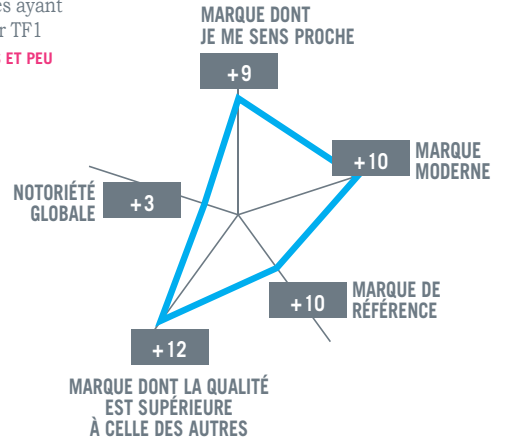 ayant
r TF1
ET PEU
MARQUE DONT
JE ME SENS PROCHE
+9
+10
MARQUE
MODERNE
NOTORIÉTÉ
GLOBALE
+3
+10
MARQUE DE
RÉFÉRENCE
+12
MARQUE DONT LA QUALITÉ
EST SUPÉRIEURE
À CELLE DES AUTRES